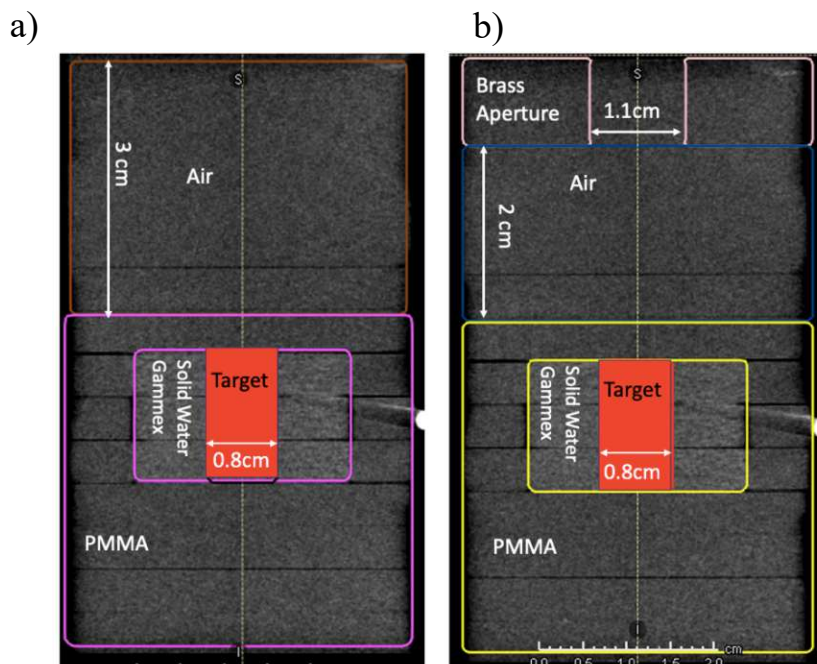 a)
S
3 cm
Air
Solid Water
Gammex
Target
0.8cm
PMMA
I
b)
S
Brass
Aperture
1.1cm
Air
2 cm
Solid Water
Gammex
Target
0.8cm
PMMA
I
0.0 0.5 1.0 1.5 2.0 cm